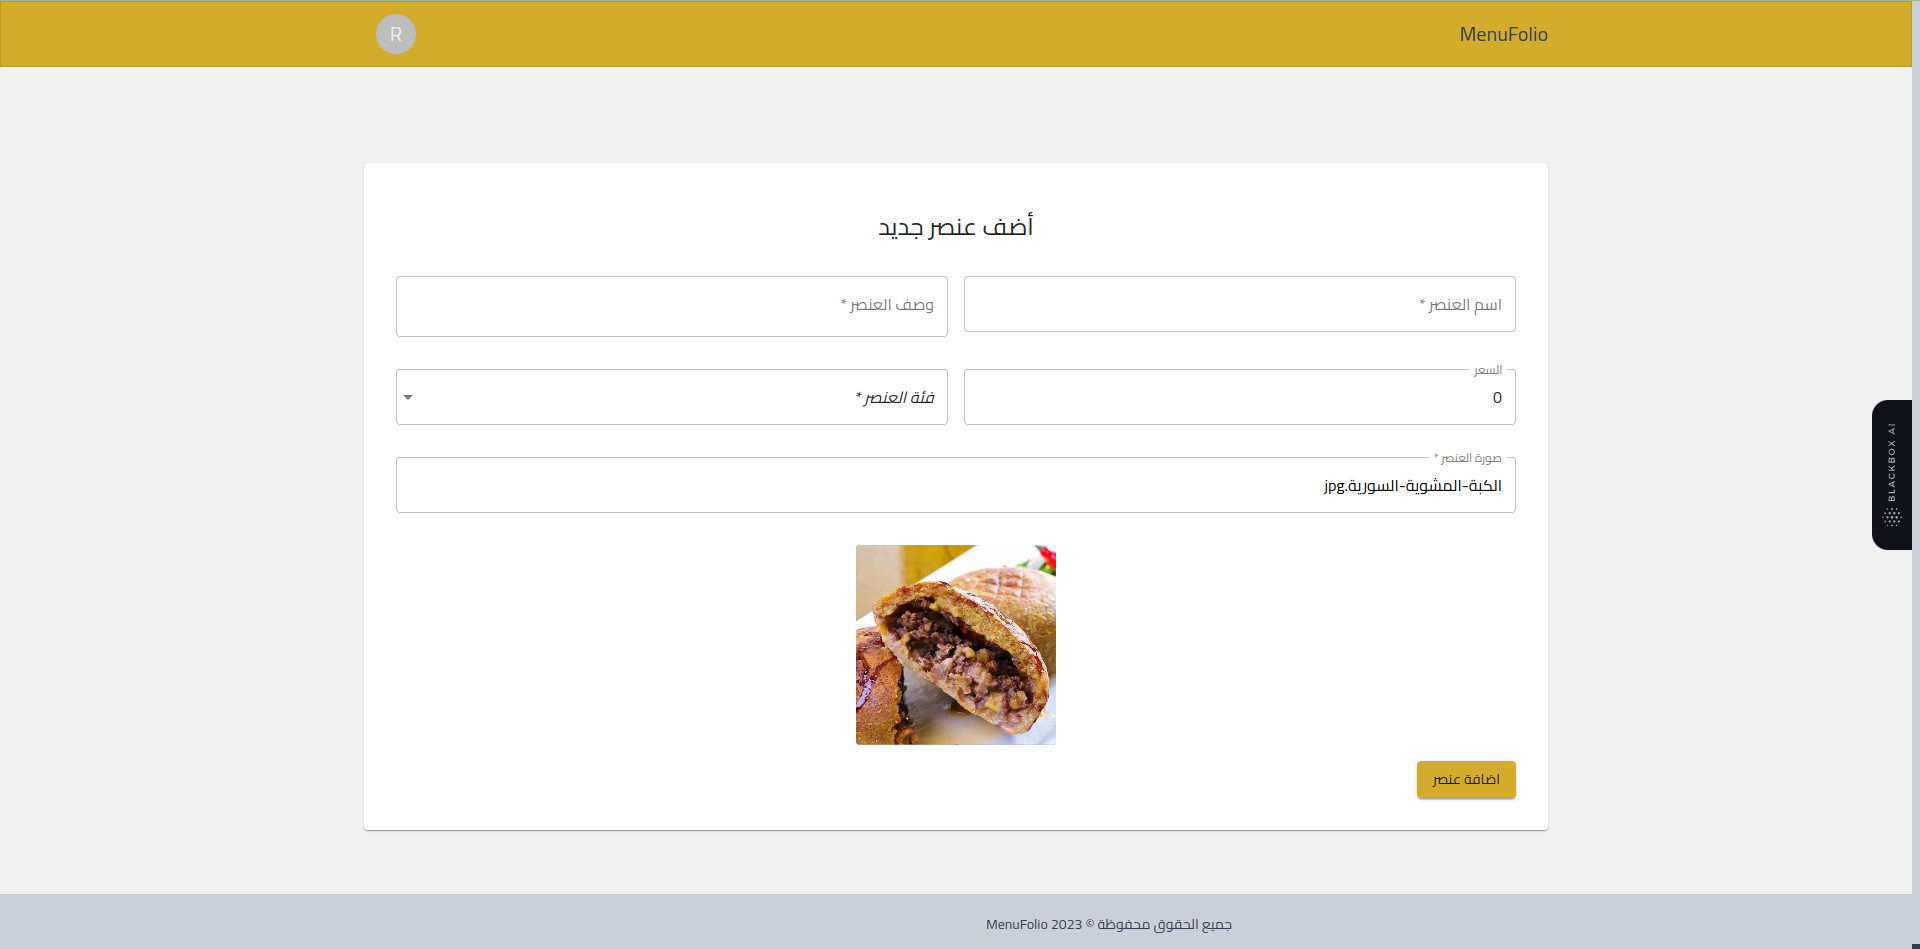 MenuFolio
R
أضف عنصر جديد
اسم العنصر *
وصف العنصر *
السعر
0
فئة العنصر *
صورة العنصر *
الكبة-المشوية-السورية.jpg
اضافة عنصر
BLACKBOX AI
جميع الحقوق محفوظة © MenuFolio 2023